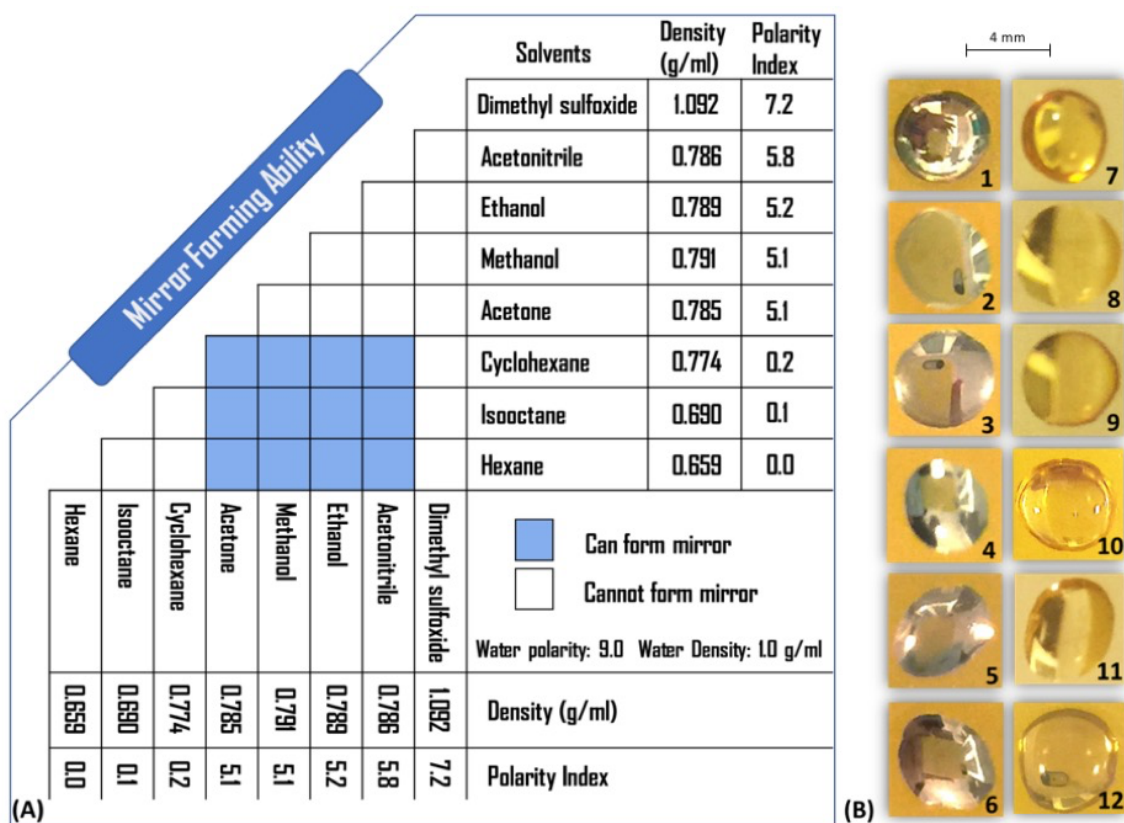 Mirror Forming Ability
Solvents Density (g/ml) Polarity Index
Dimethyl sulfoxide 1.092 7.2
Acetonitrile 0.786 5.8
Ethanol 0.789 5.2
Methanol 0.791 5.1
Acetone 0.785 5.1
Cyclohexane 0.774 0.2
Isooctane 0.690 0.1
Hexane 0.659 0.0
Hexane Isooctane Cyclohexane Acetone Methanol Ethanol Acetonitrile Dimethyl sulfoxide
Can form mirror
Cannot form mirror
Water polarity: 9.0 Water Density: 1.0 g/ml
0.659 0.690 0.774 0.785 0.791 0.789 0.786 1.092 Density (g/ml)
0.0 0.1 0.2 5.1 5.1 5.2 5.8 7.2 Polarity Index
(A)
4 mm
1 7
2 8
3 9
4 10
5 11
6 12
(B)